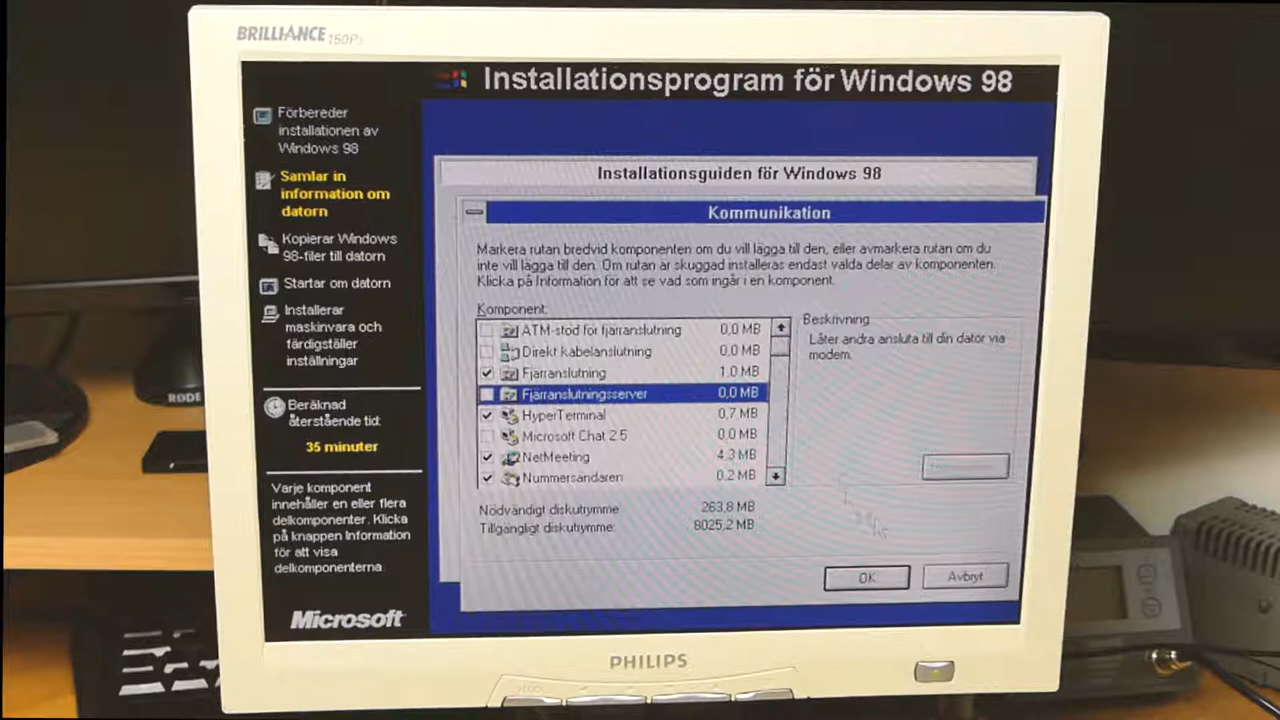 BRILLIANCE 150P
Installationsprogram för Windows 98
Förbereder
installationen av
Windows 98
Samlar in
information om
datorn
Kopierar Windows
98-filer till datorn
Startar om datorn
Installerar
maskinvara och
färdigställer
inställningar
Beräknad
återstående tid:
35 minuter
Varje komponent
innehåller en eller flera
delkomponenter. Klicka
på knappen Information
för att visa
delkomponenterna
Microsoft
Installationsguiden för Windows 98
Kommunikation
Markera rutan bredvid komponenten om du vill lägga till den, eller avmarkera rutan om du
inte vill lägga till den. Om rutan är skuggad installeras endast valda delar av komponenten.
Klicka på Information för att se vad som ingår i en komponent.
Komponent:
ATM-stöd för fjärranslutning 0,0 MB
Direkt kabelanslutning 0,0 MB
Fjärranslutning 1,0 MB
Fjärranslutningsserver 0,0 MB
HyperTerminal 0,7 MB
Microsoft Chat 2.5 0,0 MB
NetMeeting 4,3 MB
Nummersändaren 0,2 MB
Beskrivning
Låter andra ansluta till din dator via
modem.
Nödvändigt diskutrymme 263,8 MB
Tillgängligt diskutrymme: 8025,2 MB
OK
Avbryt
PHILIPS
RODE